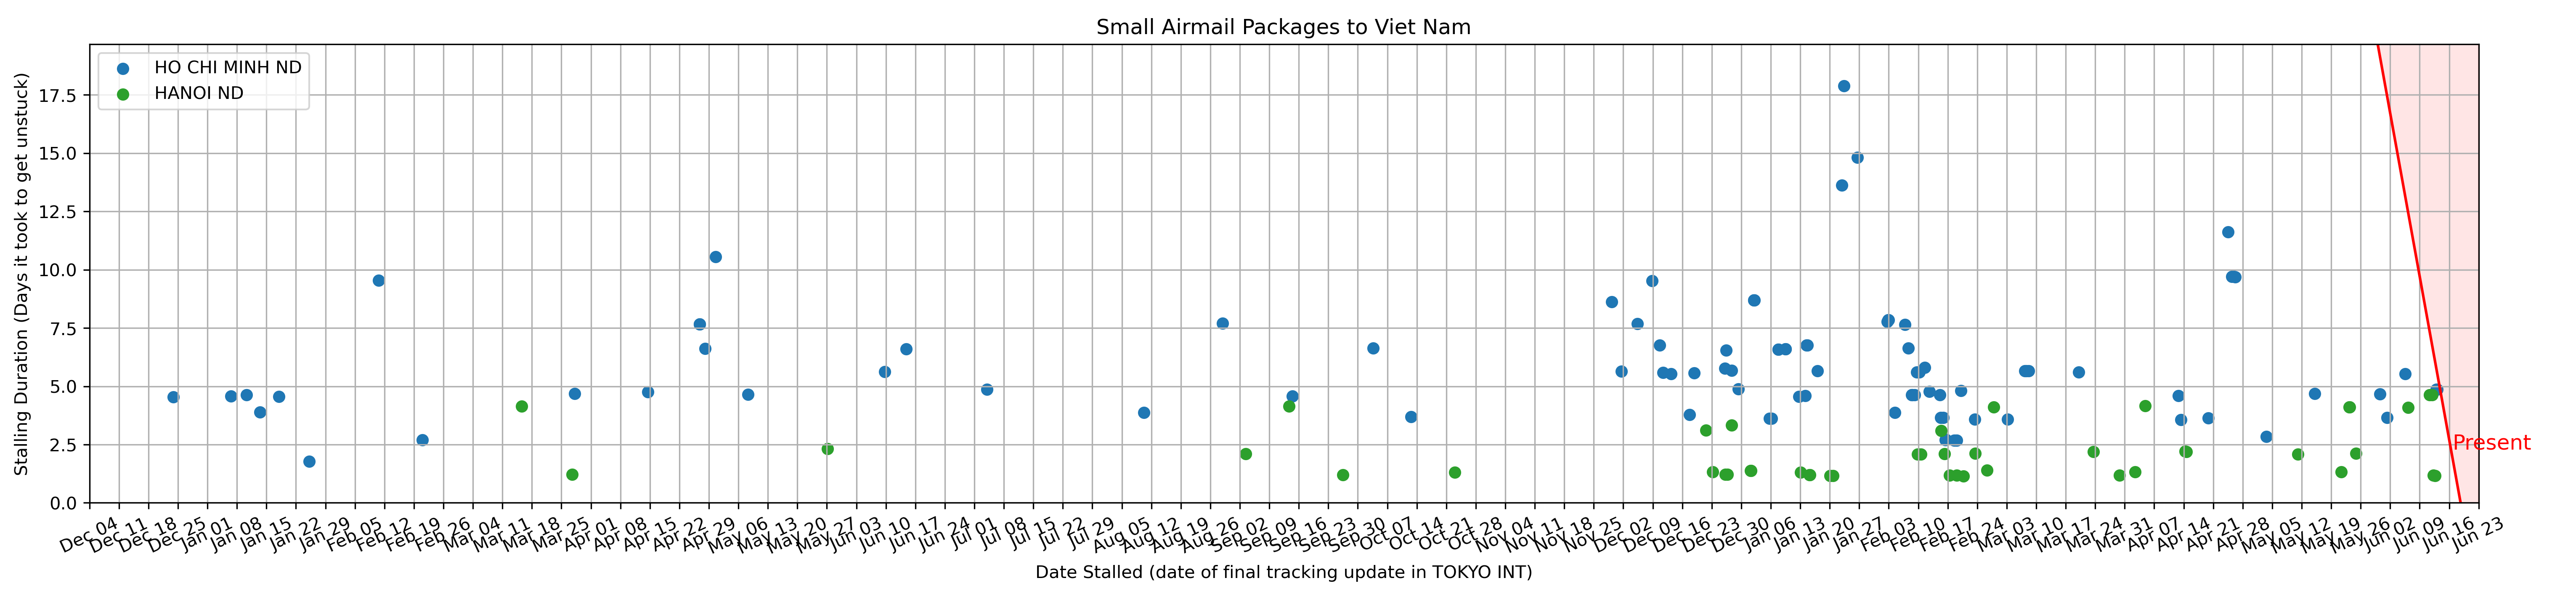 Small Airmail Packages to Viet Nam
HO CHI MINH ND
HANOI ND
Stalling Duration (Days it took to get unstuck)
17.5
15.0
12.5
10.0
7.5
5.0
2.5
0.0
Present
Dec 04
Dec 11
Dec 18
Dec 25
Jan 01
Jan 08
Jan 15
Jan 22
Jan 29
Feb 05
Feb 12
Feb 19
Feb 26
Mar 04
Mar 11
Mar 18
Mar 25
Apr 01
Apr 08
Apr 15
Apr 22
Apr 29
May 06
May 13
May 20
May 27
Jun 03
Jun 10
Jun 17
Jun 24
Jul 01
Jul 08
Jul 15
Jul 22
Jul 29
Aug 05
Aug 12
Aug 19
Aug 26
Sep 02
Sep 09
Sep 16
Sep 23
Sep 30
Oct 07
Oct 14
Oct 21
Oct 28
Nov 04
Nov 11
Nov 18
Nov 25
Dec 02
Dec 09
Dec 16
Dec 23
Dec 30
Jan 06
Jan 13
Jan 20
Jan 27
Feb 03
Feb 10
Feb 17
Feb 24
Mar 03
Mar 10
Mar 17
Mar 24
Mar 31
Apr 07
Apr 14
Apr 21
Apr 28
May 05
May 12
May 19
May 26
Jun 02
Jun 09
Jun 16
Jun 23
Date Stalled (date of final tracking update in TOKYO INT)